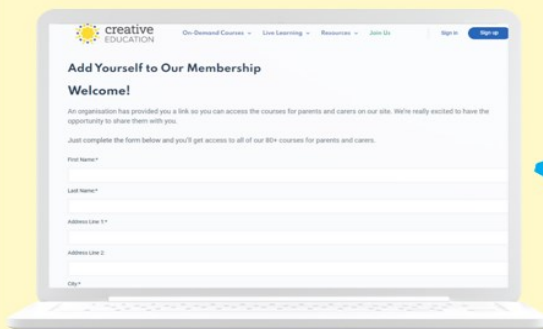 creative
EDUCATION
On-Demand Courses
Live Learning
Resources
Join Us
Sign in
Sign up
Add Yourself to Our Membership
Welcome!
An organisation has provided you a link so you can access the courses for parents and carers on our site. We're really excited to have the
opportunity to share them with you.
Just complete the form below and you'll get access to all of our 80+ courses for parents and carers.
First Name:*
Last Name:*
Address Line 1:*
Address Line 2:
City:*